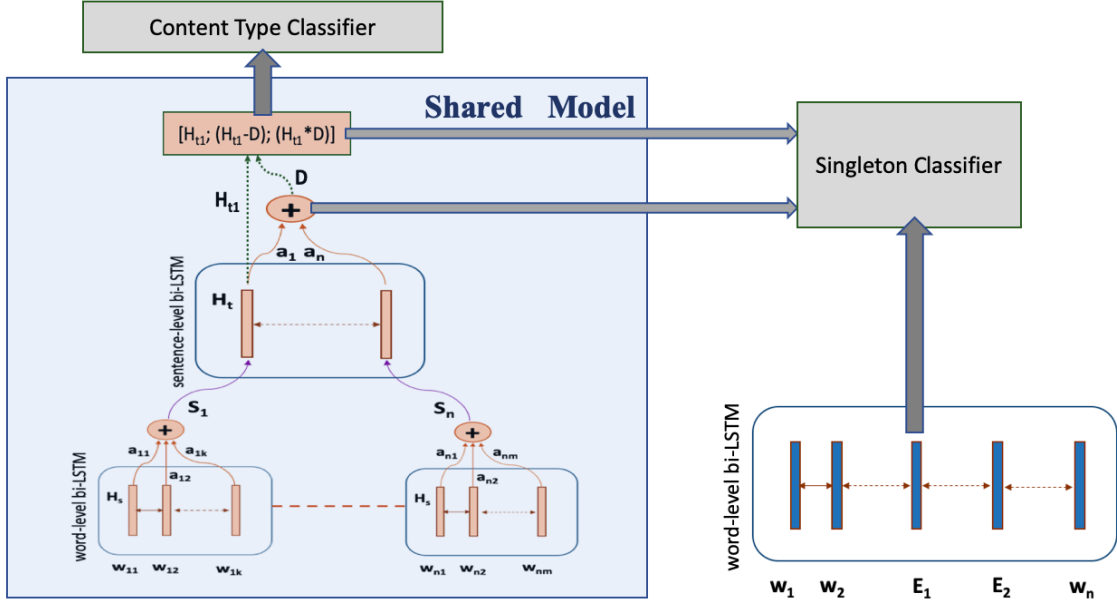 Content Type Classifier
Shared Model
[Ht1; (Ht1-D); (Ht1*D)]
Singleton Classifier
D
Ht1
+
a1 an
sentence-level bi-LSTM
Ht
S1
Sn
+
+
a11
a1k
a12
an1
anm
an2
word-level bi-LSTM
Hs
Hs
w11 w12 w1k
wn1 wn2 wnm
word-level bi-LSTM
w1 w2 E1 E2 wn